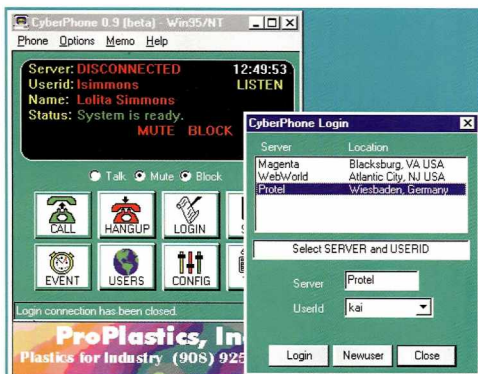 CyberPhone 0.9 (beta) - Win95/NT
Phone Options Memo Help
Server: DISCONNECTED 12:49:53
Userid: lsimmons LISTEN
Name: Lolita Simmons
Status: System is ready.
MUTE BLOCK
Talk Mute Block
CALL HANGUP LOGIN
EVENT USERS CONFIG
Login connection has been closed.
ProPlastics, In
Plastics for Industry (908) 925
CyberPhone Login
Server Location
Magenta Blacksburg, VA USA
WebWorld Atlantic City, NJ USA
Protel Wiesbaden, Germany
Select SERVER and USERID
Server Protel
UserId kai
Login Newuser Close